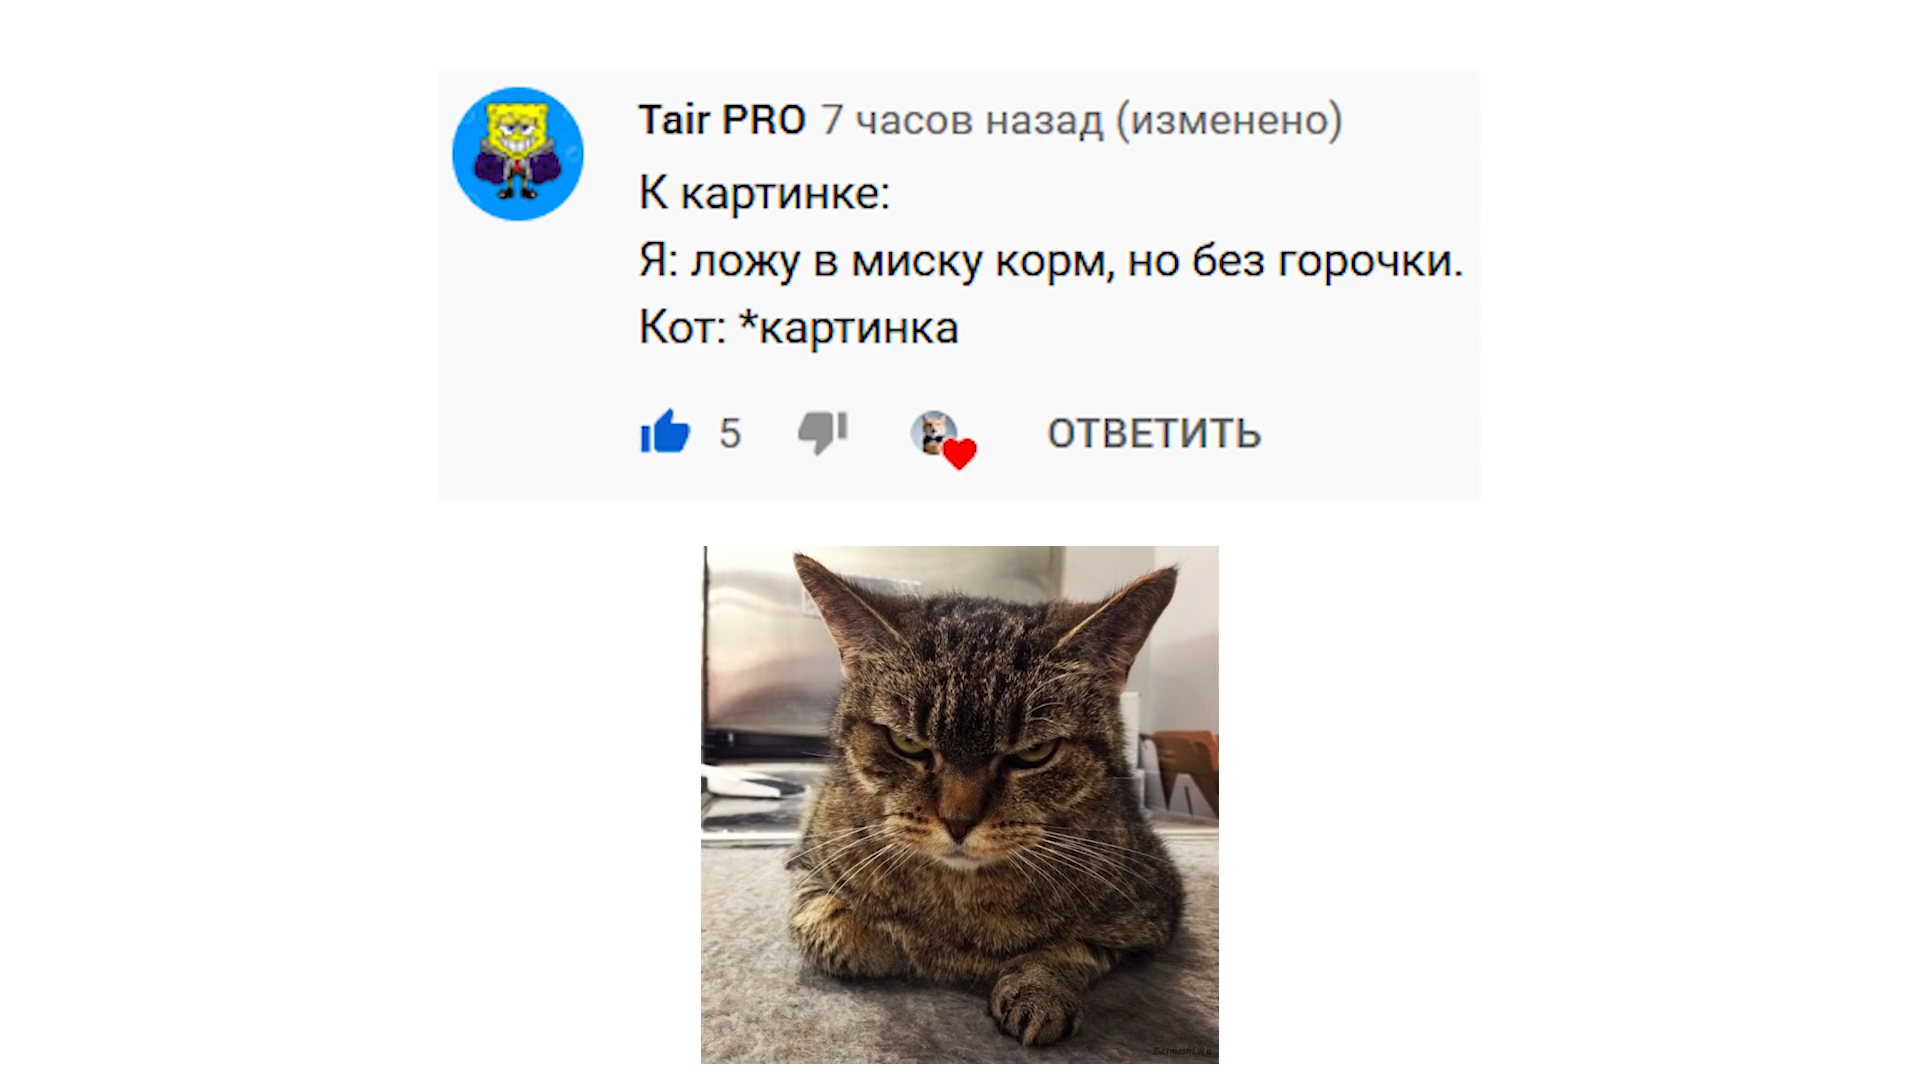 Tair PRO 7 часов назад (изменено)
К картинке:
Я: ложу в миску корм, но без горочки.
Кот: *картинка
5 ОТВЕТИТЬ